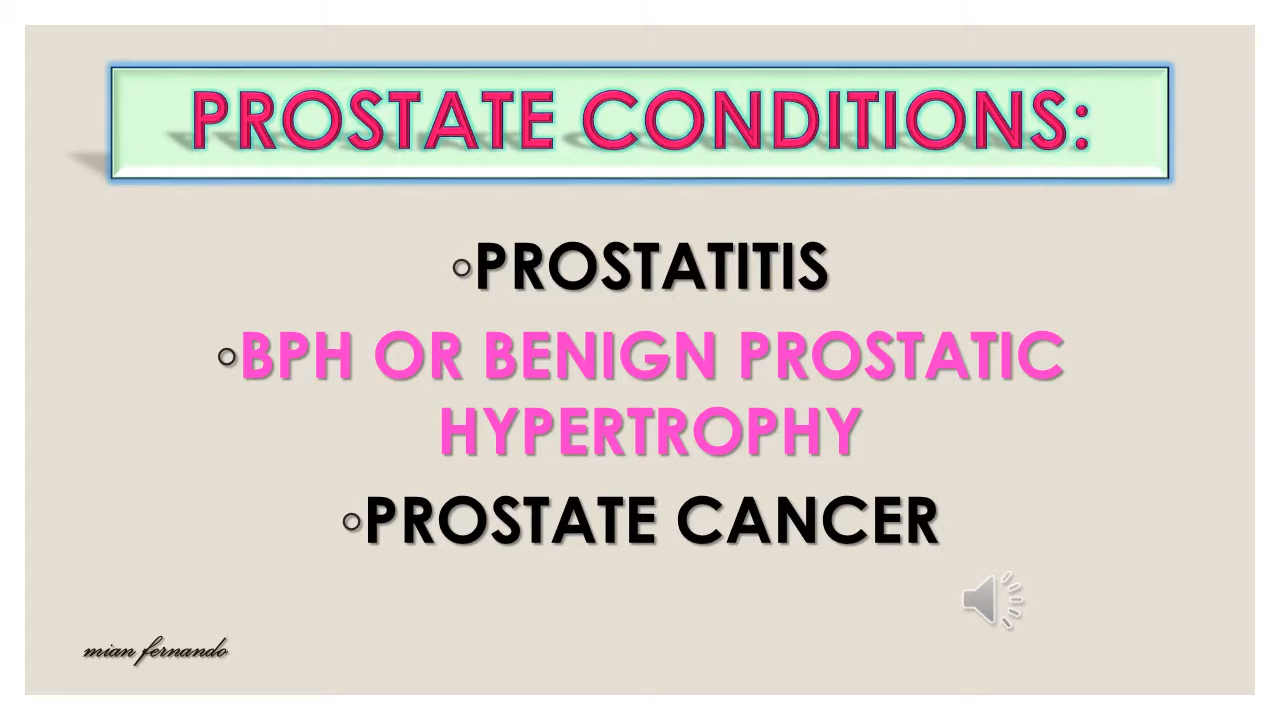 PROSTATE CONDITIONS:
◦PROSTATITIS
◦BPH OR BENIGN PROSTATIC
HYPERTROPHY
◦PROSTATE CANCER
mian fernando